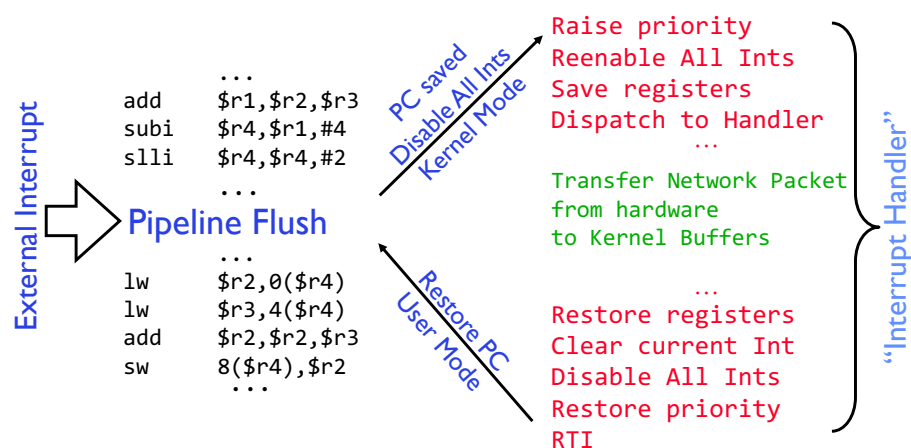 External Interrupt
...
add $r1,$r2,$r3
subi $r4,$r1,#4
slli $r4,$r4,#2
...
Pipeline Flush
...
lw $r2,0($r4)
lw $r3,4($r4)
add $r2,$r2,$r3
sw 8($r4),$r2
...
PC saved
Disable All Ints
Kernel Mode
Raise priority
Reenable All Ints
Save registers
Dispatch to Handler
…
Transfer Network Packet
from hardware
to Kernel Buffers
…
Restore registers
Clear current Int
Disable All Ints
Restore priority
RTI
Restore PC
User Mode
“Interrupt Handler”